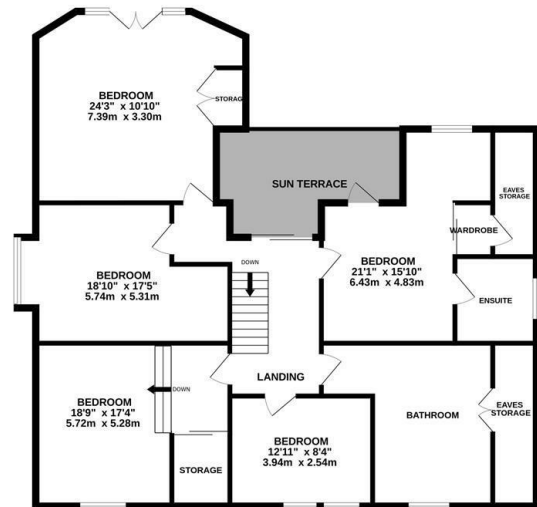 BEDROOM
24'3" x 10'10"
7.39m x 3.30m
STORAG
SUN TERRACE
EAVES
STORAGE
WARDROBE
BEDROOM
18'10" x 17'5"
5.74m x 5.31m
DOWN
BEDROOM
21'1" x 15'10"
6.43m x 4.83m
ENSUITE
BEDROOM
18'9" x 17'4"
5.72m x 5.28m
DOWN
STORAGE
LANDING
BEDROOM
12'11" x 8'4"
3.94m x 2.54m
BATHROOM
EAVES
STORAGE